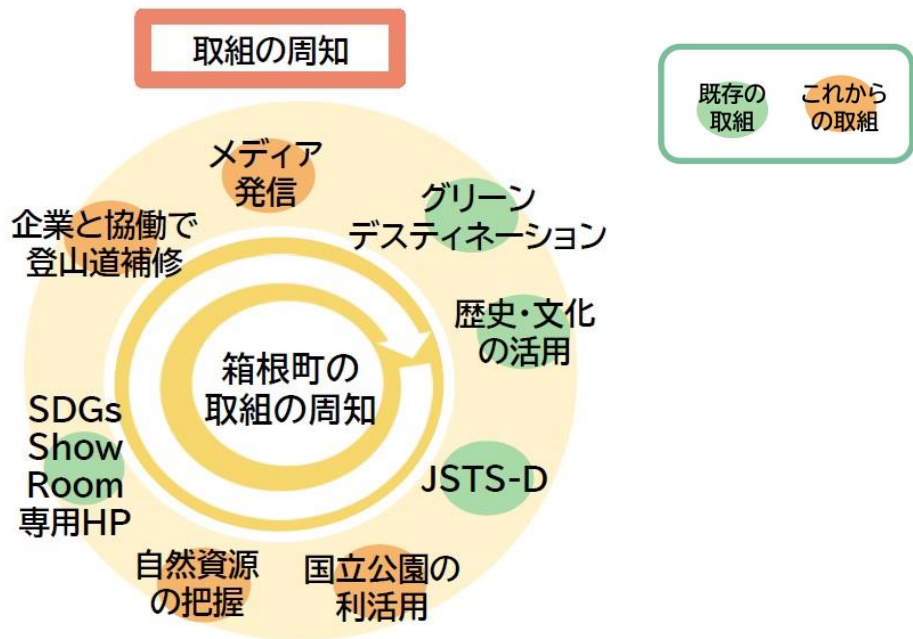 取組の周知
既存の
取組
これから
の取組
メディア
発信
グリーン
デスティネーション
歴史・文化
の活用
JSTS-D
国立公園の
利活用
自然資源
の把握
SDGs
Show
Room
専用HP
企業と協働で
登山道補修
箱根町の
取組の周知